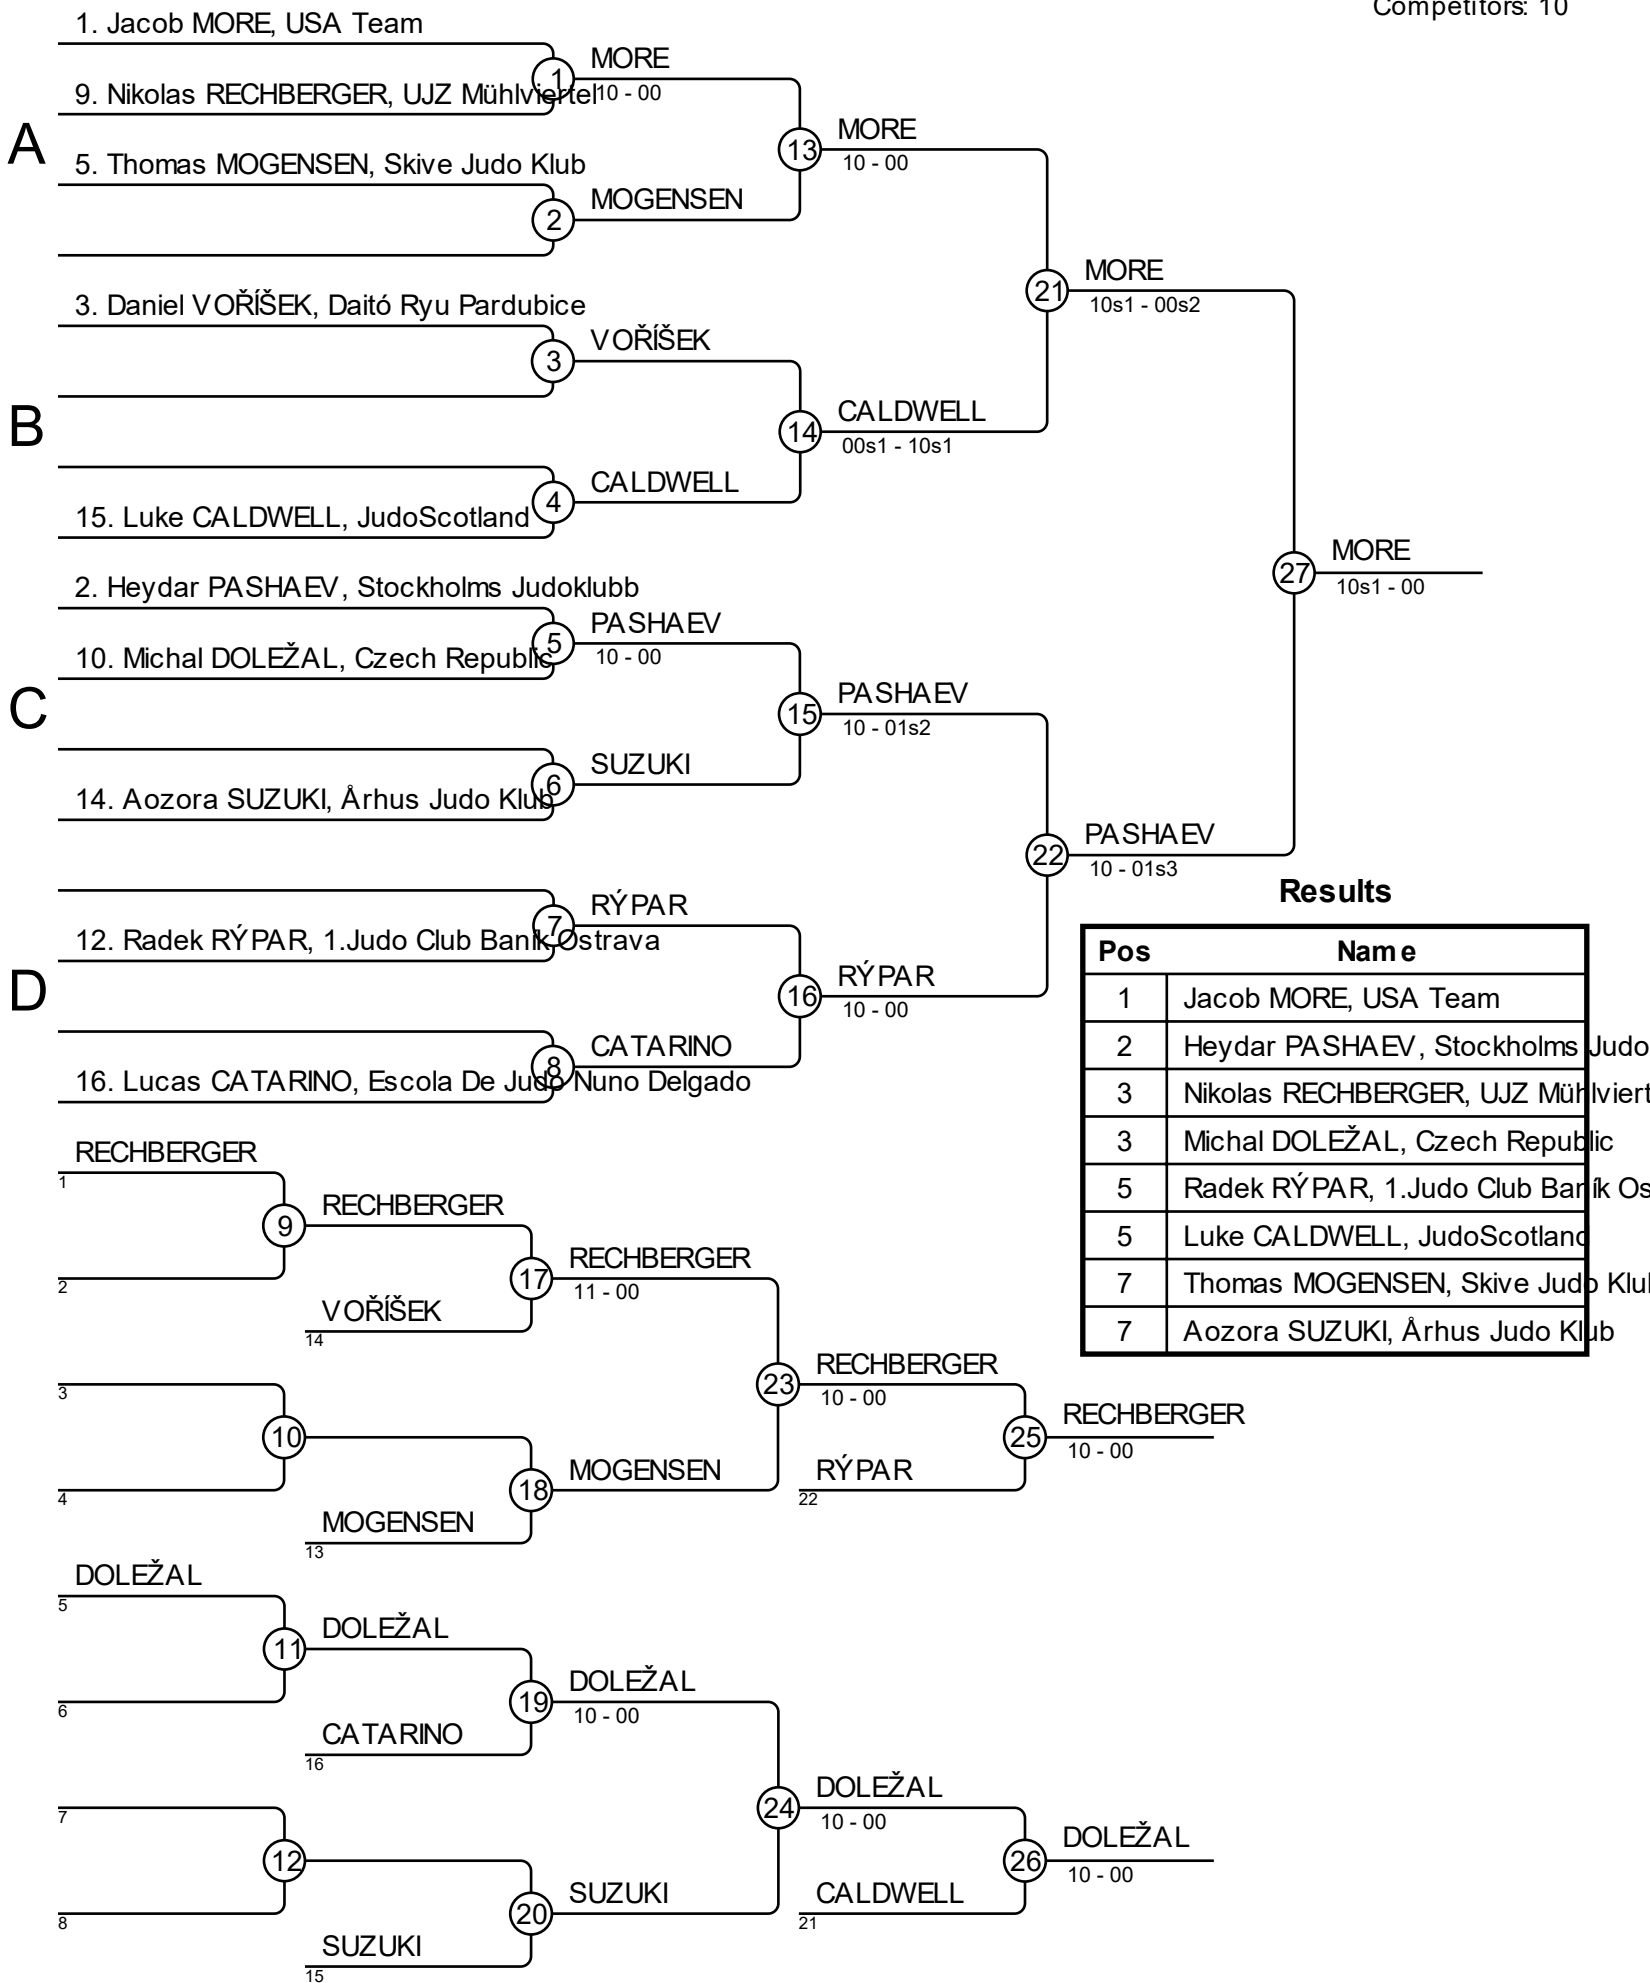 Competitors: 10
1. Jacob MORE, USA Team
MORE
1
9. Nikolas RECHBERGER, UJZ Mühlviertel
10 - 00
A
MORE
13
10 - 00
5. Thomas MOGENSEN, Skive Judo Klub
MOGENSEN
2
MORE
21
10s1 - 00s2
3. Daniel VOŘÍŠEK, Daitó Ryu Pardubice
VOŘÍŠEK
3
B
CALDWELL
14
00s1 - 10s1
CALDWELL
4
15. Luke CALDWELL, JudoScotland
MORE
27
10s1 - 00
2. Heydar PASHAEV, Stockholms Judoklubb
PASHAEV
5
10. Michal DOLEŽAL, Czech Republic
10 - 00
C
PASHAEV
15
10 - 01s2
SUZUKI
6
14. Aozora SUZUKI, Århus Judo Klub
PASHAEV
22
10 - 01s3
RÝPAR
7
12. Radek RÝPAR, 1.Judo Club Baník Ostrava
D
RÝPAR
16
10 - 00
CATARINO
8
16. Lucas CATARINO, Escola De Judo Nuno Delgado
Results
Pos Name
1 Jacob MORE, USA Team
2 Heydar PASHAEV, Stockholms Judo
3 Nikolas RECHBERGER, UJZ Mühlviert
3 Michal DOLEŽAL, Czech Republic
5 Radek RÝPAR, 1.Judo Club Baník Os
5 Luke CALDWELL, JudoScotland
7 Thomas MOGENSEN, Skive Judo Klu
7 Aozora SUZUKI, Århus Judo Klub
RECHBERGER
1
RECHBERGER
9
2
RECHBERGER
17
11 - 00
VOŘÍŠEK
14
RECHBERGER
23
10 - 00
3
10
4
MOGENSEN
18
MOGENSEN
13
RECHBERGER
25
10 - 00
RÝPAR
22
DOLEŽAL
5
DOLEŽAL
11
6
DOLEŽAL
19
10 - 00
CATARINO
16
DOLEŽAL
24
10 - 00
7
12
8
SUZUKI
20
SUZUKI
15
DOLEŽAL
26
10 - 00
CALDWELL
21